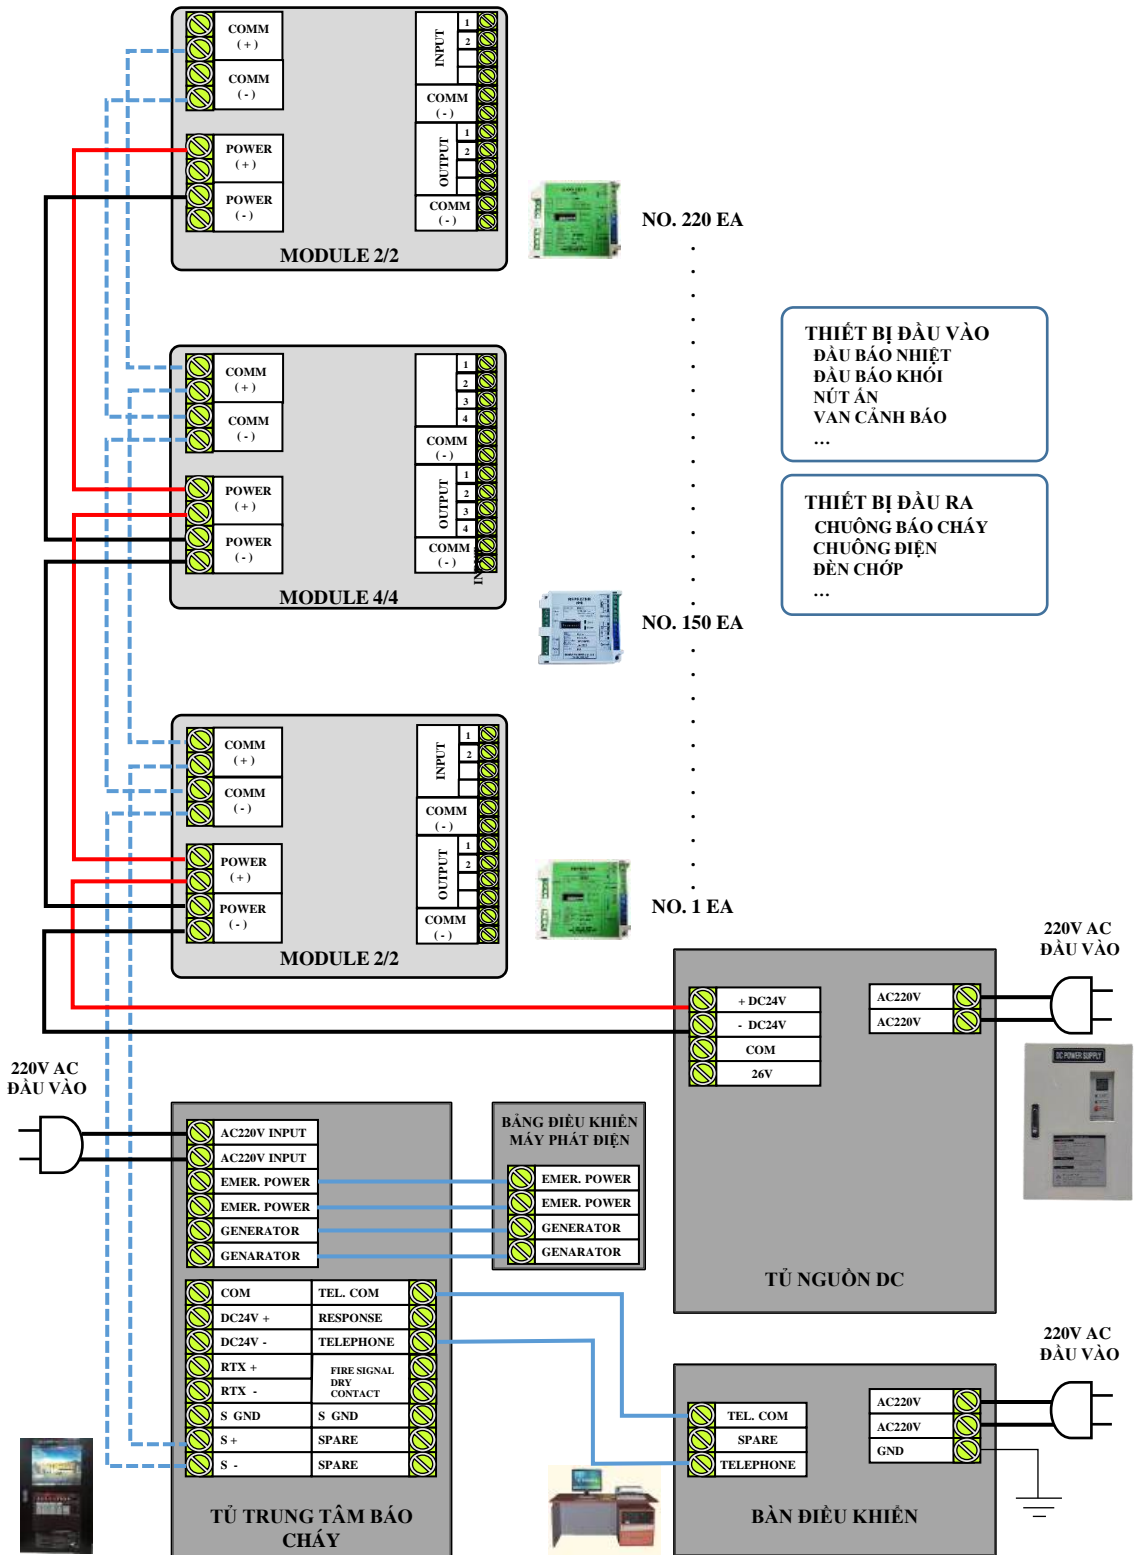 COMM
( + )
COMM
( - )
POWER
( + )
POWER
( - )
INPUT
1
2
COMM
( - )
OUTPUT
1
2
COMM
( - )
MODULE 2/2
NO. 220 EA
THIẾT BỊ ĐẦU VÀO
ĐẦU BÁO NHIỆT
ĐẦU BÁO KHÓI
NÚT ẤN
VAN CẢNH BÁO
...
THIẾT BỊ ĐẦU RA
CHUÔNG BÁO CHÁY
CHUÔNG ĐIỆN
ĐÈN CHỚP
...
COMM
( + )
COMM
( - )
POWER
( + )
POWER
( - )
1
2
3
4
COMM
( - )
OUTPUT
1
2
3
4
COMM
( - )
MODULE 4/4
NO. 150 EA
COMM
( + )
COMM
( - )
POWER
( + )
POWER
( - )
INPUT
1
2
COMM
( - )
OUTPUT
1
2
COMM
( - )
MODULE 2/2
NO. 1 EA
220V AC
ĐẦU VÀO
+ DC24V
- DC24V
COM
26V
AC220V
AC220V
TỦ NGUỒN DC
DC POWER SUPPLY
220V AC
ĐẦU VÀO
AC220V INPUT
AC220V INPUT
EMER. POWER
EMER. POWER
GENERATOR
GENARATOR
BẢNG ĐIỀU KHIỂN
MÁY PHÁT ĐIỆN
EMER. POWER
EMER. POWER
GENERATOR
GENARATOR
COM
DC24V +
DC24V -
RTX +
RTX -
S GND
S +
S -
TEL. COM
RESPONSE
TELEPHONE
FIRE SIGNAL
DRY
CONTACT
S GND
SPARE
SPARE
TỦ TRUNG TÂM BÁO
CHÁY
220V AC
ĐẦU VÀO
TEL. COM
SPARE
TELEPHONE
AC220V
AC220V
GND
BÀN ĐIỀU KHIỂN